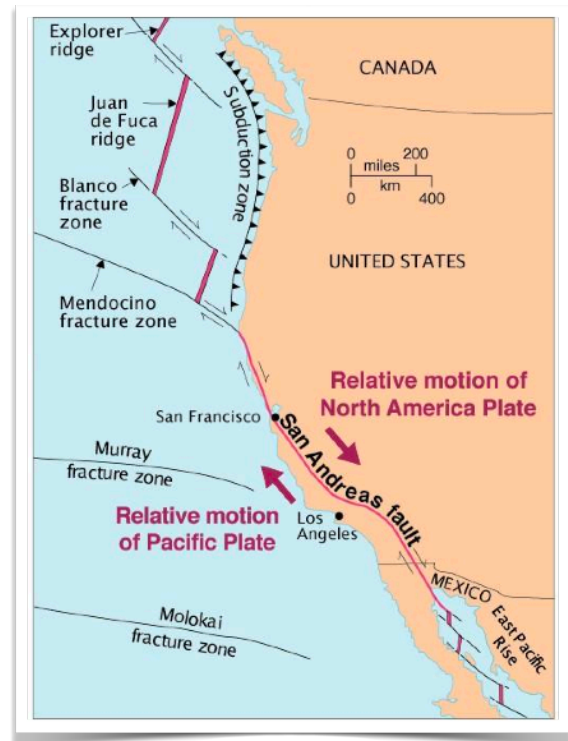 Explorer
ridge
CANADA
Juan
de Fuca
ridge
Subduction zone
0 miles 200
0 km 400
Blanco
fracture
zone
UNITED STATES
Mendocino
fracture zone
Relative motion of
North America Plate
San Francisco
San Andreas fault
Murray
fracture zone
Relative motion
of Pacific Plate
Los
Angeles
MEXICO
East Pacific
Rise
Molokai
fracture zone